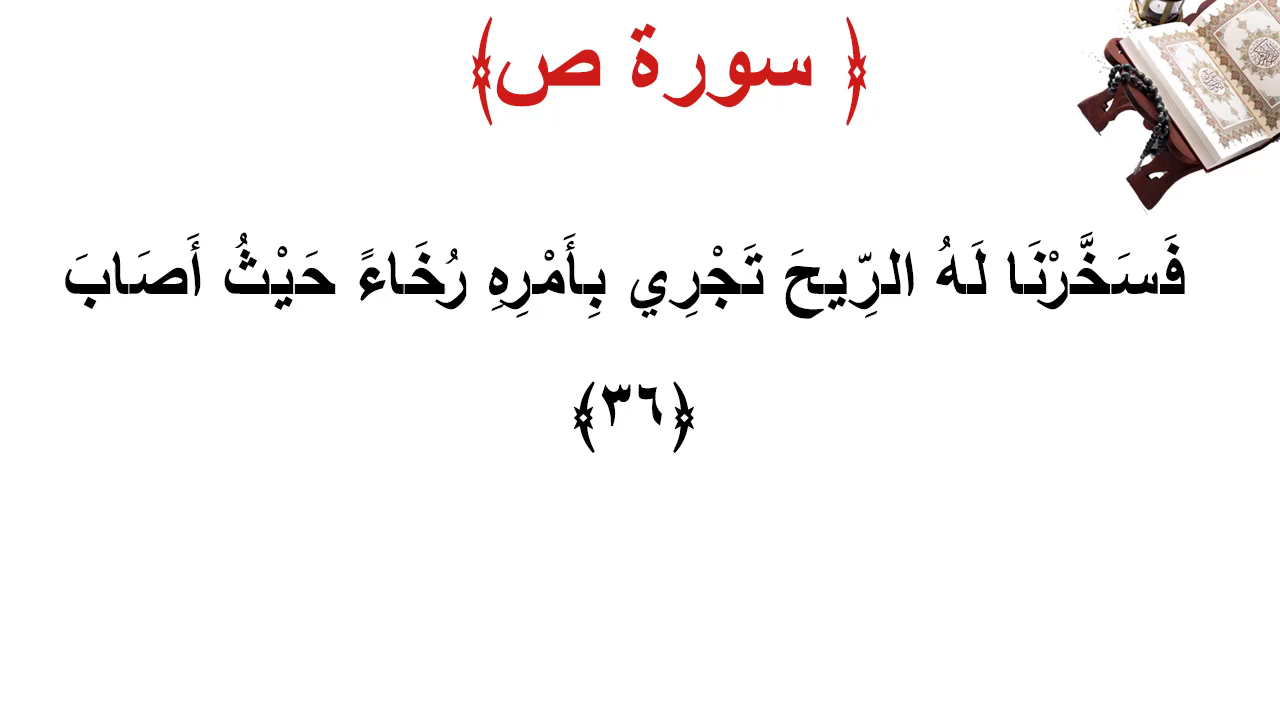 ﴿ سورة ص﴾
فَسَخَّرْنَا لَهُ الرِّيحَ تَجْرِي بِأَمْرِهِ رُخَاءً حَيْثُ أَصَابَ
﴿٣٦﴾